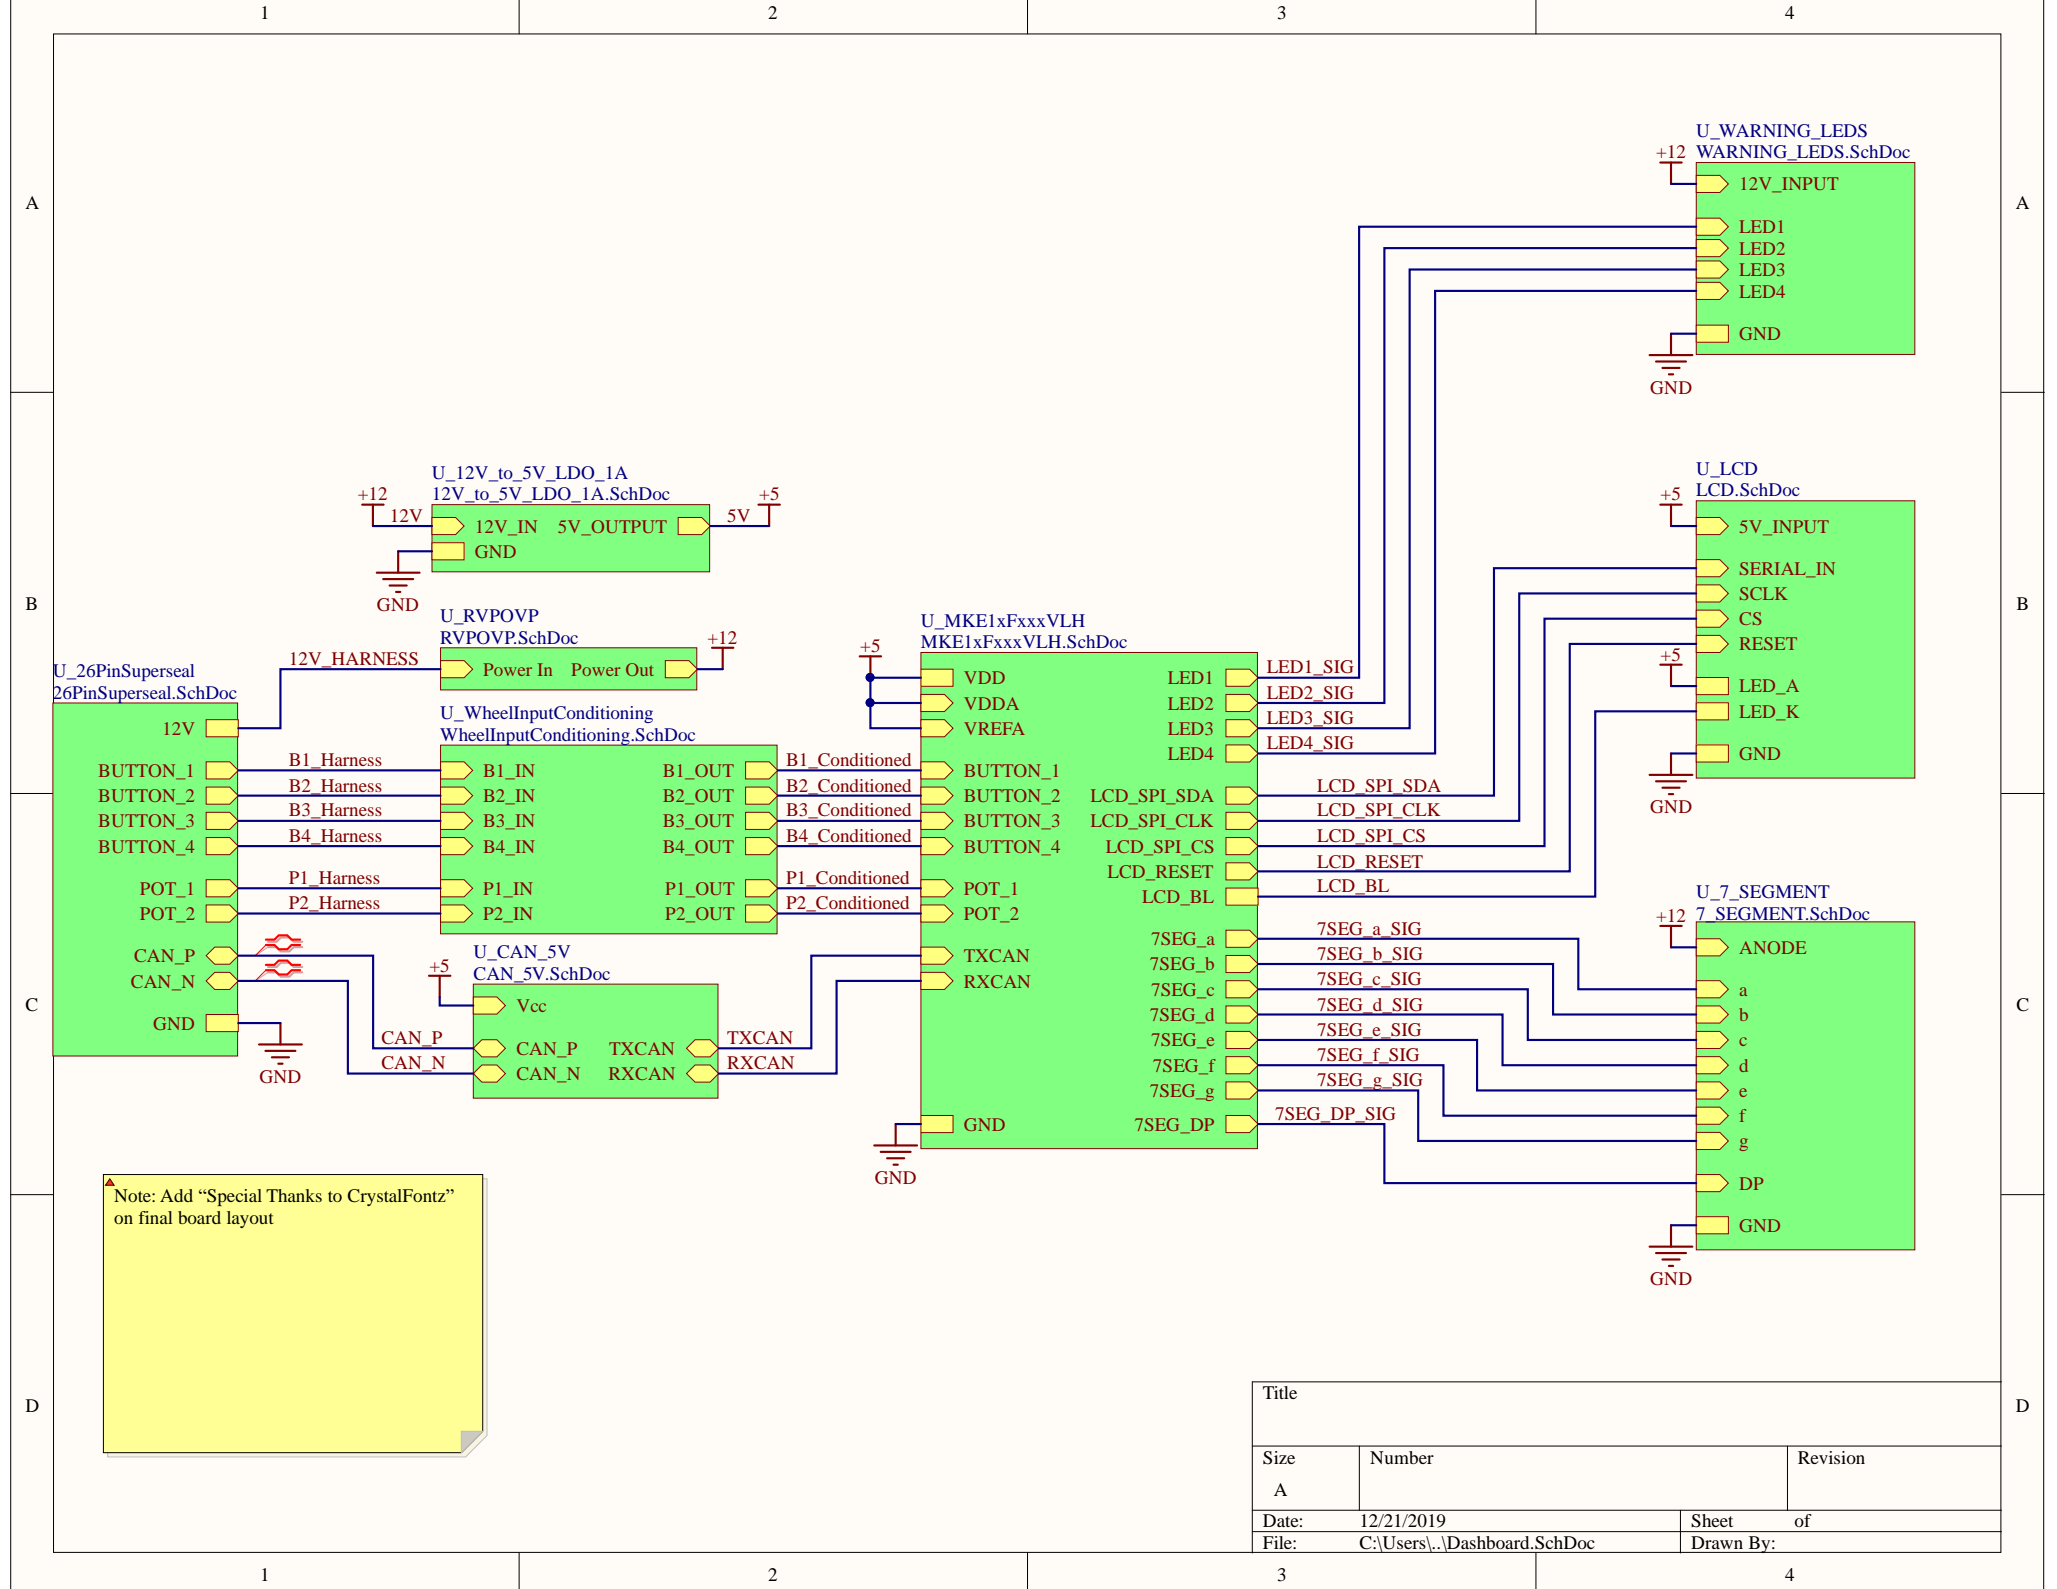 1
2
3
4
A
A
B
B
C
C
D
D
U_WARNING_LEDS
WARNING_LEDS.SchDoc
+12
12V_INPUT
LED1
LED2
LED3
LED4
GND
GND
U_12V_to_5V_LDO_1A
12V_to_5V_LDO_1A.SchDoc
+12
12V
12V_IN 5V_OUTPUT
5V
+5
GND
GND
U_LCD
LCD.SchDoc
+5
5V_INPUT
SERIAL_IN
SCLK
CS
RESET
+5
LED_A
LED_K
GND
GND
U_RVPOVP
RVPOVP.SchDoc
12V_HARNESS
Power In Power Out
+12
U_26PinSuperseal
26PinSuperseal.SchDoc
12V
BUTTON_1
BUTTON_2
BUTTON_3
BUTTON_4
POT_1
POT_2
CAN_P
CAN_N
GND
GND
B1_Harness
B2_Harness
B3_Harness
B4_Harness
P1_Harness
P2_Harness
U_WheelInputConditioning
WheelInputConditioning.SchDoc
B1_IN B1_OUT
B2_IN B2_OUT
B3_IN B3_OUT
B4_IN B4_OUT
P1_IN P1_OUT
P2_IN P2_OUT
B1_Conditioned
B2_Conditioned
B3_Conditioned
B4_Conditioned
P1_Conditioned
P2_Conditioned
U_CAN_5V
CAN_5V.SchDoc
+5
Vcc
CAN_P
CAN_N
CAN_P TXCAN
CAN_N RXCAN
TXCAN
RXCAN
U_MKE1xFxxxVLH
MKE1xFxxxVLH.SchDoc
+5
VDD LED1
VDDA LED2
VREFA LED3
LED4
BUTTON_1
BUTTON_2 LCD_SPI_SDA
BUTTON_3 LCD_SPI_CLK
BUTTON_4 LCD_SPI_CS
LCD_RESET
POT_1 LCD_BL
POT_2
7SEG_a
TXCAN 7SEG_b
RXCAN 7SEG_c
7SEG_d
7SEG_e
7SEG_f
7SEG_g
GND 7SEG_DP
GND
LED1_SIG
LED2_SIG
LED3_SIG
LED4_SIG
LCD_SPI_SDA
LCD_SPI_CLK
LCD_SPI_CS
LCD_RESET
LCD_BL
7SEG_a_SIG
7SEG_b_SIG
7SEG_c_SIG
7SEG_d_SIG
7SEG_e_SIG
7SEG_f_SIG
7SEG_g_SIG
7SEG_DP_SIG
U_7_SEGMENT
7_SEGMENT.SchDoc
+12
ANODE
a
b
c
d
e
f
g
DP
GND
GND
Note: Add “Special Thanks to CrystalFontz”
on final board layout
Title
Size Number Revision
A
Date: 12/21/2019 Sheet of
File: C:\Users\..\Dashboard.SchDoc Drawn By:
1
2
3
4